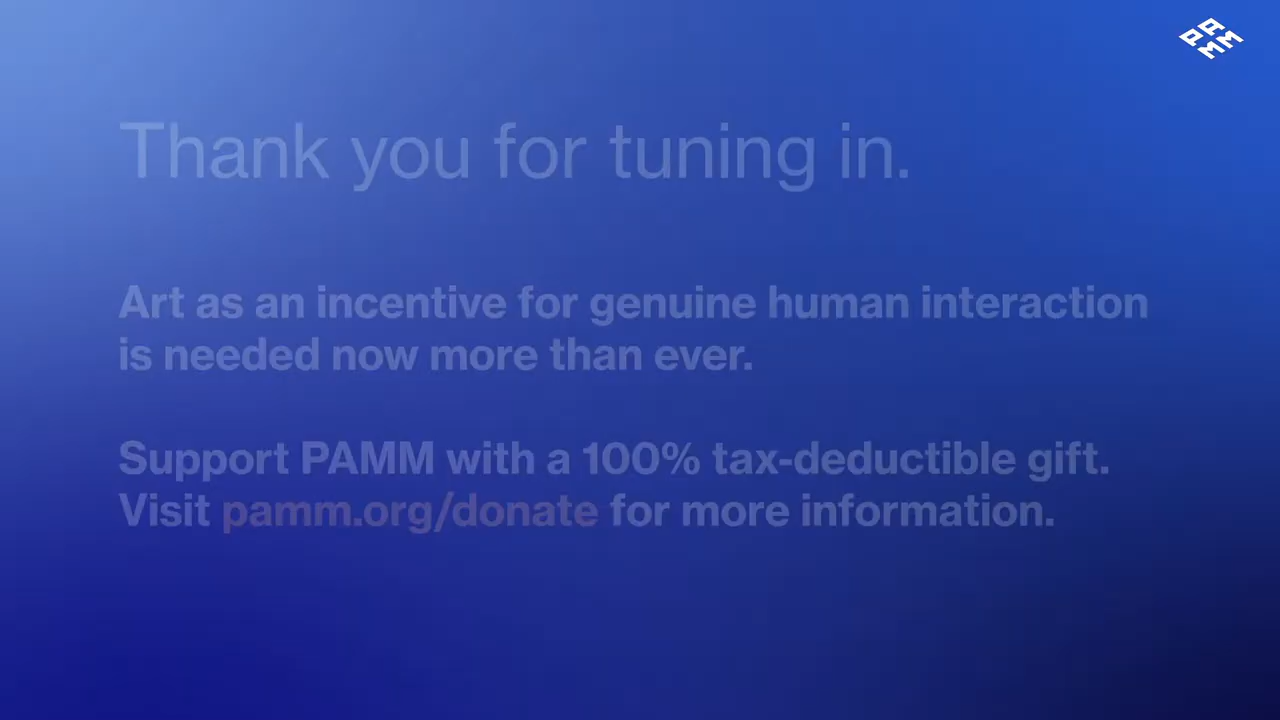 PAMM
Thank you for tuning in.
Art as an incentive for genuine human interaction
is needed now more than ever.
Support PAMM with a 100% tax-deductible gift.
Visit pamm.org/donate for more information.